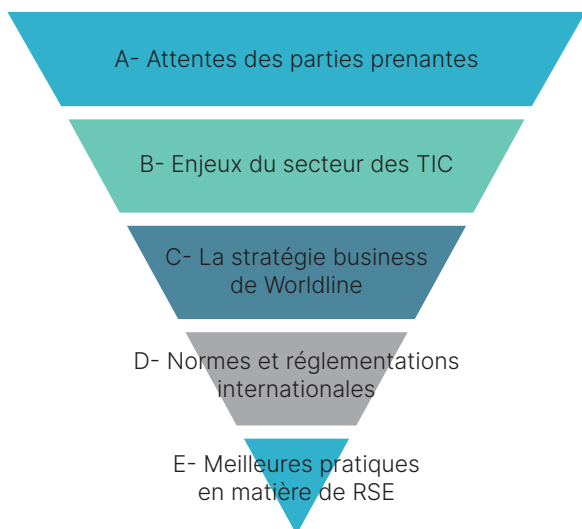 A- Attentes des parties prenantes
B- Enjeux du secteur des TIC
C- La stratégie business
de Worldline
D- Normes et réglementations
internationales
E- Meilleures pratiques
en matière de RSE